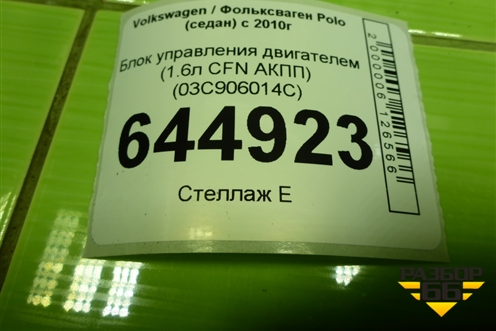 Volkswagen / Фольксваген Polo
(седан) с 2010г
Блок управления двигателем
(1.6л CFN АКПП)
(03C906014C)
644923
Стеллаж Е
2000006126566
РАЗБОР
66